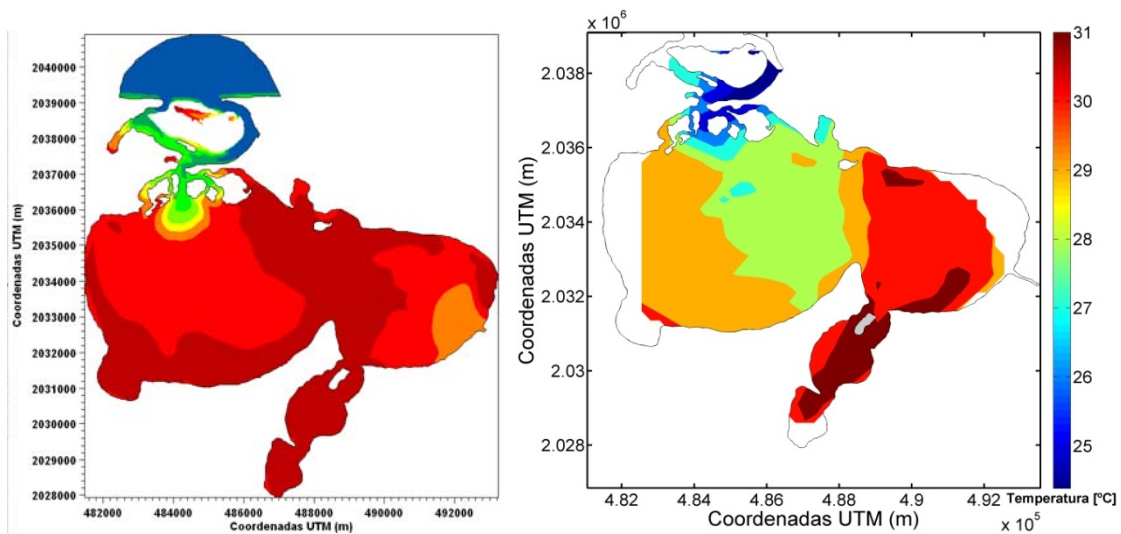 2040000
2039000
2038000
2037000
2036000
2035000
2034000
2033000
2032000
2031000
2030000
2029000
2028000
Coordenadas UTM (m)
482000 484000 486000 488000 490000 492000
Coordenadas UTM (m)
x 10⁶
2.038
2.036
2.034
2.032
2.03
2.028
Coordenadas UTM (m)
4.82 4.84 4.86 4.88 4.9 4.92
Coordenadas UTM (m)
x 10⁵
31
30
29
28
27
26
25
Temperatura [ºC]